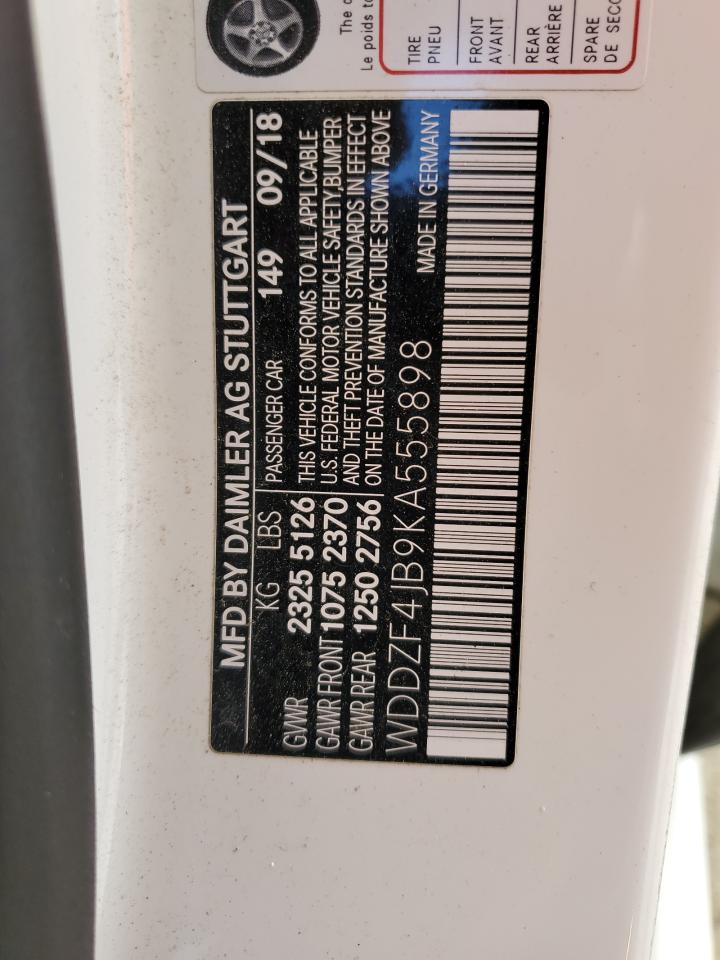 MFD BY DAIMLER AG STUTTGART
KG LBS PASSENGER CAR 149 09/18
GVWR 2325 5126 THIS VEHICLE CONFORMS TO ALL APPLICABLE
GAWR FRONT 1075 2370 U.S. FEDERAL MOTOR VEHICLE SAFETY,BUMPER
GAWR REAR 1250 2756 AND THEFT PREVENTION STANDARDS IN EFFECT
ON THE DATE OF MANUFACTURE SHOWN ABOVE
WDDZF4JB9KA555898 MADE IN GERMANY
The
Le poids
TIRE
PNEU
FRONT
AVANT
REAR
ARRIÈRE
SPARE
DE